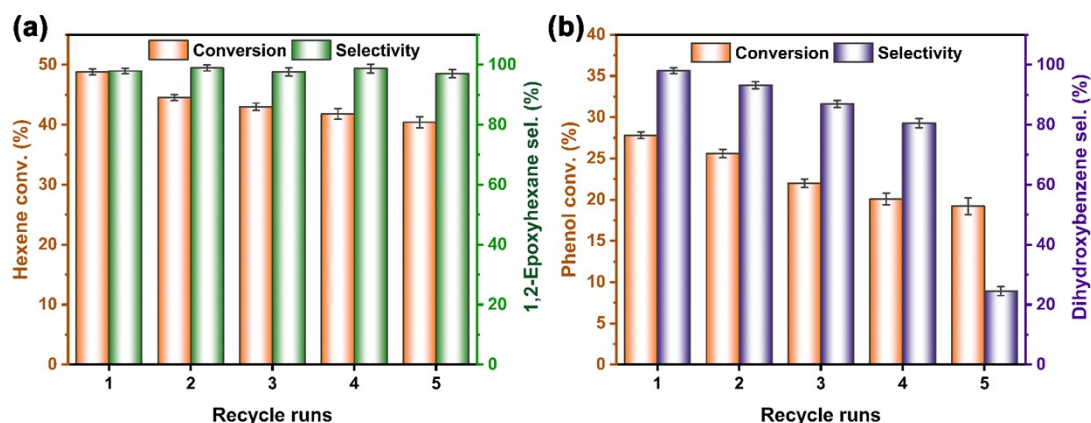 (a)
Conversion Selectivity
Hexene conv. (%)
50
40
30
20
10
0
100
80
60
40
20
0
1,2-Epoxyhexane sel. (%)
1 2 3 4 5
Recycle runs
(b)
Conversion Selectivity
Phenol conv. (%)
40
35
30
25
20
15
10
5
0
100
80
60
40
20
0
Dihydroxybenzene sel. (%)
1 2 3 4 5
Recycle runs